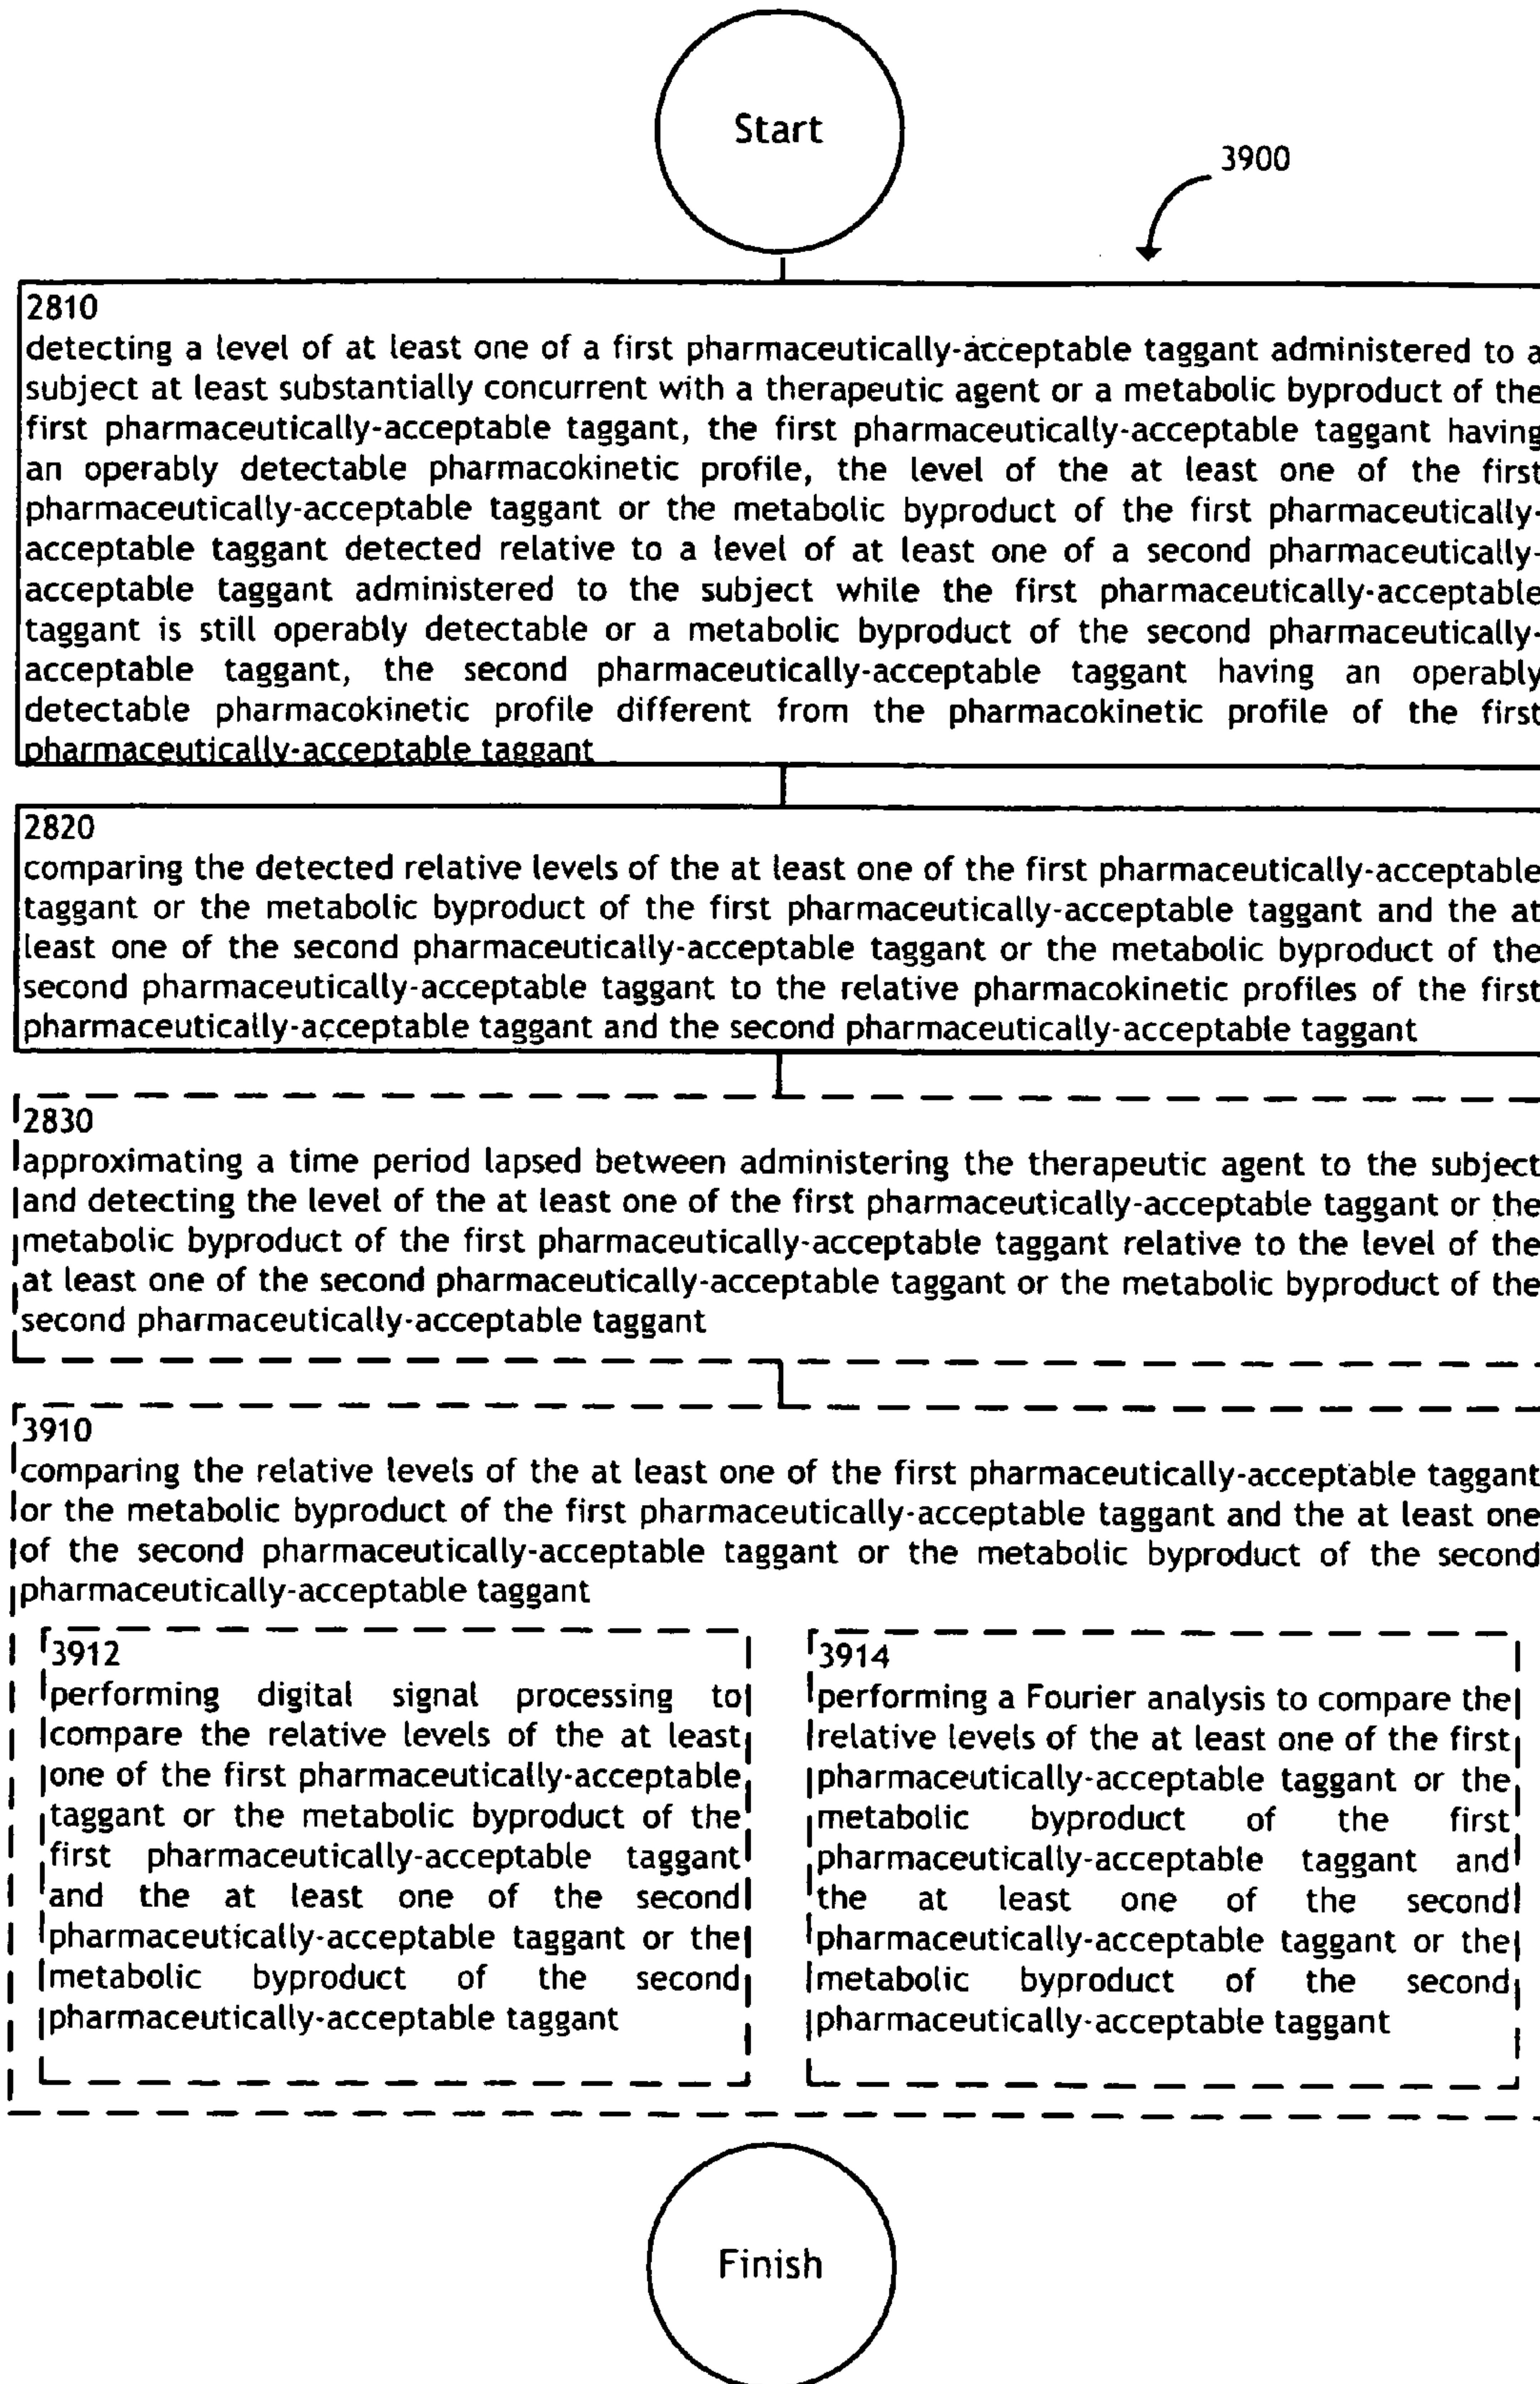 Start
3900
2810
detecting a level of at least one of a first pharmaceutically-acceptable taggant administered to a
subject at least substantially concurrent with a therapeutic agent or a metabolic byproduct of the
first pharmaceutically-acceptable taggant, the first pharmaceutically-acceptable taggant having
an operably detectable pharmacokinetic profile, the level of the at least one of the first
pharmaceutically-acceptable taggant or the metabolic byproduct of the first pharmaceutically-
acceptable taggant detected relative to a level of at least one of a second pharmaceutically-
acceptable taggant administered to the subject while the first pharmaceutically-acceptable
taggant is still operably detectable or a metabolic byproduct of the second pharmaceutically-
acceptable taggant, the second pharmaceutically-acceptable taggant having an operably
detectable pharmacokinetic profile different from the pharmacokinetic profile of the first
pharmaceutically-acceptable taggant
2820
comparing the detected relative levels of the at least one of the first pharmaceutically-acceptable
taggant or the metabolic byproduct of the first pharmaceutically-acceptable taggant and the at
least one of the second pharmaceutically-acceptable taggant or the metabolic byproduct of the
second pharmaceutically-acceptable taggant to the relative pharmacokinetic profiles of the first
pharmaceutically-acceptable taggant and the second pharmaceutically-acceptable taggant
2830
approximating a time period lapsed between administering the therapeutic agent to the subject
and detecting the level of the at least one of the first pharmaceutically-acceptable taggant or the
metabolic byproduct of the first pharmaceutically-acceptable taggant relative to the level of the
at least one of the second pharmaceutically-acceptable taggant or the metabolic byproduct of the
second pharmaceutically-acceptable taggant
3910
comparing the relative levels of the at least one of the first pharmaceutically-acceptable taggant
or the metabolic byproduct of the first pharmaceutically-acceptable taggant and the at least one
of the second pharmaceutically-acceptable taggant or the metabolic byproduct of the second
pharmaceutically-acceptable taggant
3912
performing digital signal processing to
compare the relative levels of the at least
one of the first pharmaceutically-acceptable
taggant or the metabolic byproduct of the
first pharmaceutically-acceptable taggant
and the at least one of the second
pharmaceutically-acceptable taggant or the
metabolic byproduct of the second
pharmaceutically-acceptable taggant
3914
performing a Fourier analysis to compare the
relative levels of the at least one of the first
pharmaceutically-acceptable taggant or the
metabolic byproduct of the first
pharmaceutically-acceptable taggant and
the at least one of the second
pharmaceutically-acceptable taggant or the
metabolic byproduct of the second
pharmaceutically-acceptable taggant
Finish